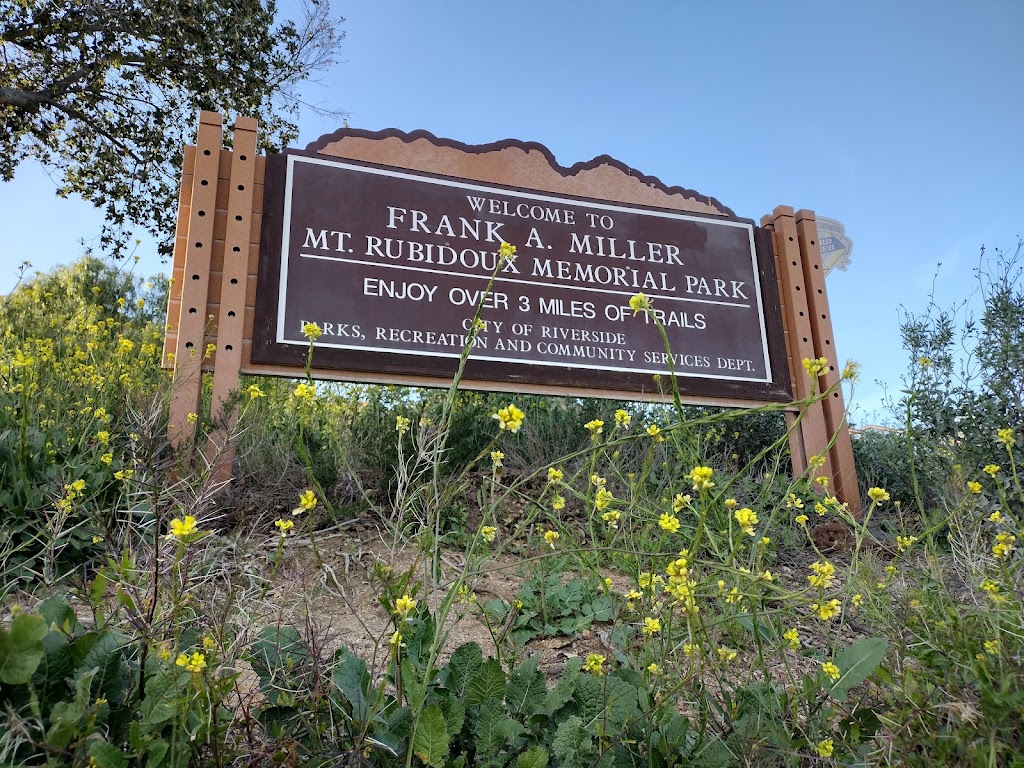 WELCOME TO
FRANK A. MILLER
MT. RUBIDOUX MEMORIAL PARK
ENJOY OVER 3 MILES OF TRAILS
CITY OF RIVERSIDE
PARKS, RECREATION AND COMMUNITY SERVICES DEPT.